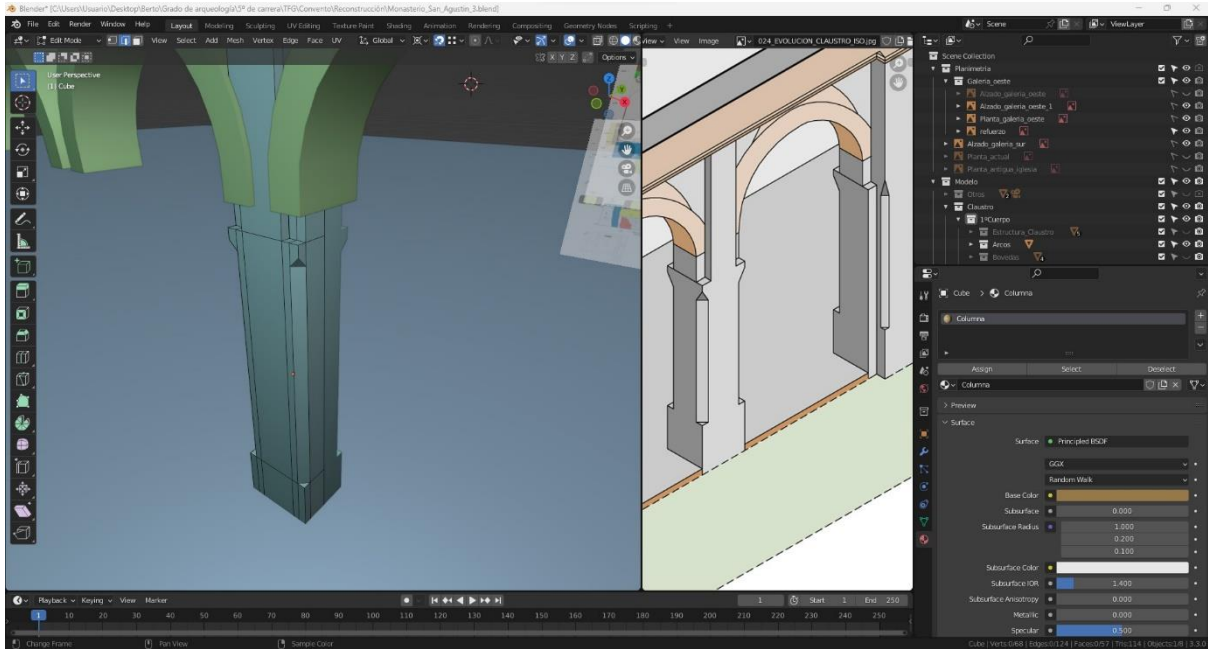 Blender* [C:\Users\Usuario\Desktop\Berto\Grado de arqueología\5º de carrera\TFG\Convento\Reconstrucción\Monasterio_San_Agustin_3.blend]
File Edit Render Window Help Layout Modeling Sculpting UV Editing Texture Paint Shading Animation Rendering Compositing Geometry Nodes Scripting + Scene ViewLayer
Edit Mode View Select Add Mesh Vertex Edge Face UV Global View Image 024_EVOLUCION_CLAUSTRO_ISO.jpg
X Y Z Options
User Perspective
(1) Cube
Scene Collection
Planimetria
Galeria_oeste
Alzado_galeria_oeste
Alzado_galeria_oeste_1
Planta_galeria_oeste
refuerzo
Alzado_galeria_sur
Planta_actual
Planta_antigua_iglesia
Modelo
Otros
Claustro
1ºCuerpo
Estructura_Claustro
Arcos
Bovedas
Cube > Columna
Columna
Assign Select Deselect
Columna
Preview
Surface
Surface Principled BSDF
GGX
Random Walk
Base Color
Subsurface 0.000
Subsurface Radius 1.000
0.200
0.100
Subsurface Color
Subsurface IOR 1.400
Subsurface Anisotropy 0.000
Metallic 0.000
Specular 0.500
Playback Keying View Marker 1 Start 1 End 250
1 10 20 30 40 50 60 70 80 90 100 110 120 130 140 150 160 170 180 190 200 210 220 230 240 250
Change Frame Pan View Sample Color Cube | Verts:0/68 | Edges:0/124 | Faces:0/57 | Tris:114 | Objects:1/8 | 3.3.0